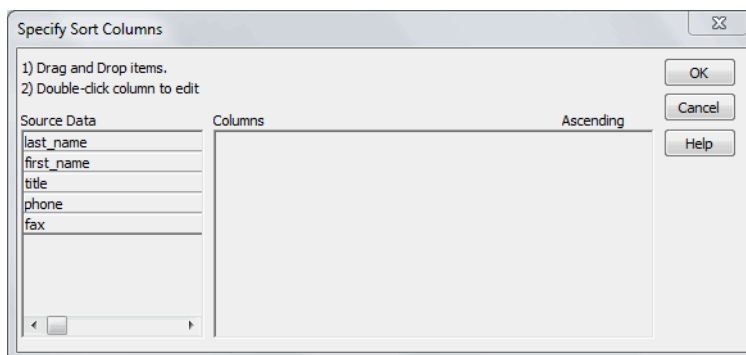 Specify Sort Columns
1) Drag and Drop items.
2) Double-click column to edit
OK
Cancel
Help
Source Data
Columns
Ascending
last_name
first_name
title
phone
fax